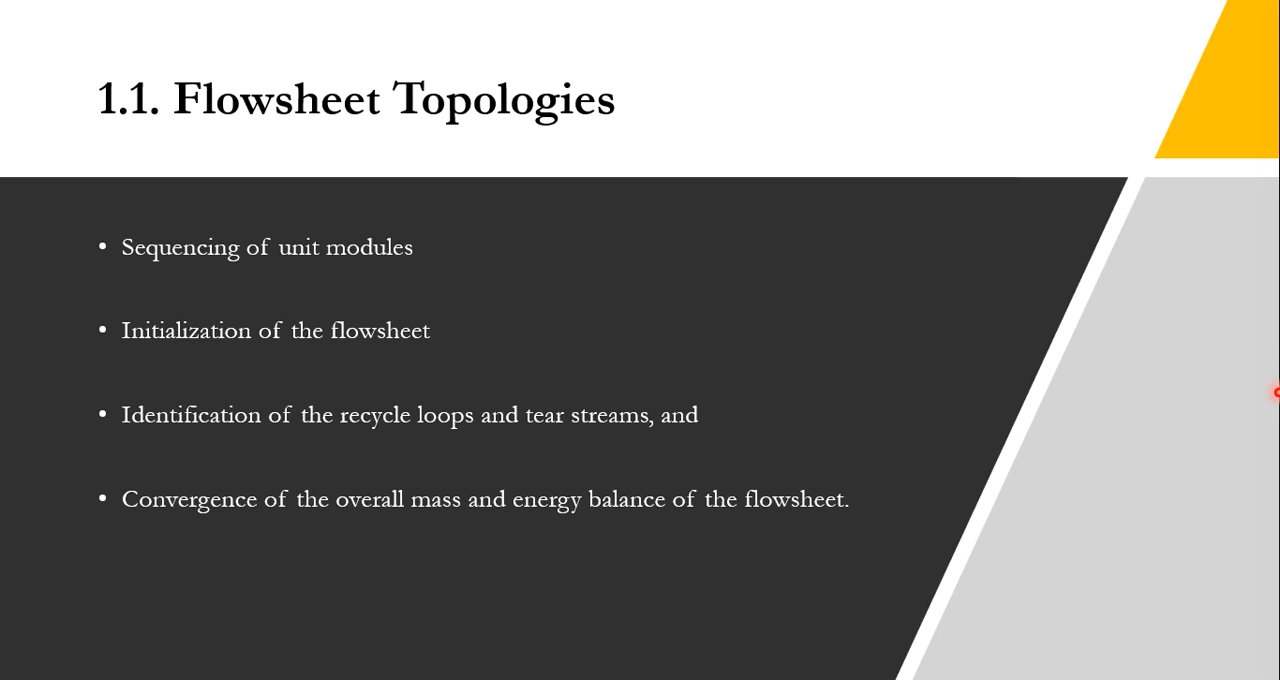 1.1. Flowsheet Topologies
• Sequencing of unit modules
• Initialization of the flowsheet
• Identification of the recycle loops and tear streams, and
• Convergence of the overall mass and energy balance of the flowsheet.